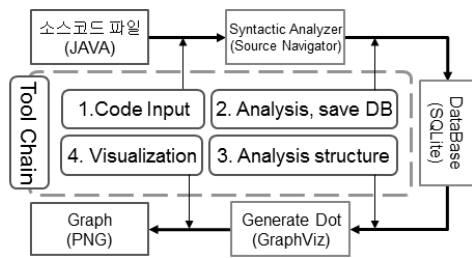 소스코드 파일
(JAVA)
Syntactic Analyzer
(Source Navigator)
Tool Chain
1.Code Input
2. Analysis, save DB
4. Visualization
3. Analysis structure
DataBase
(SQLite)
Graph
(PNG)
Generate Dot
(GraphViz)